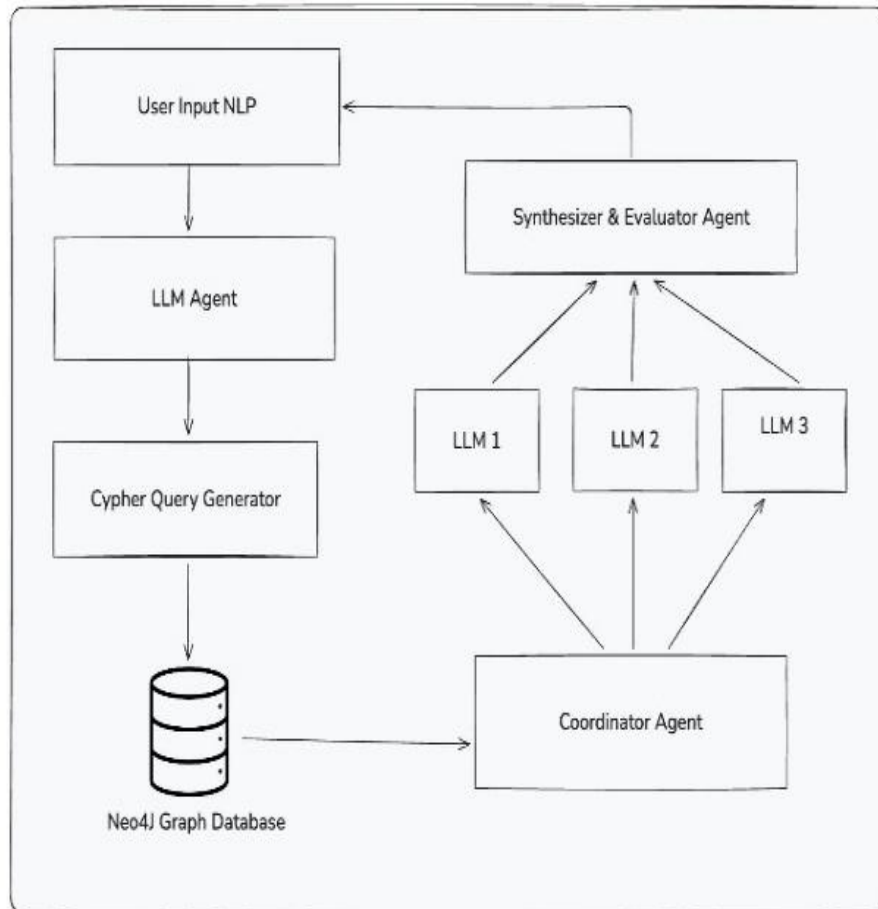 User Input NLP
Synthesizer & Evaluator Agent
LLM Agent
LLM 1
LLM 2
LLM 3
Cypher Query Generator
Coordinator Agent
Neo4J Graph Database